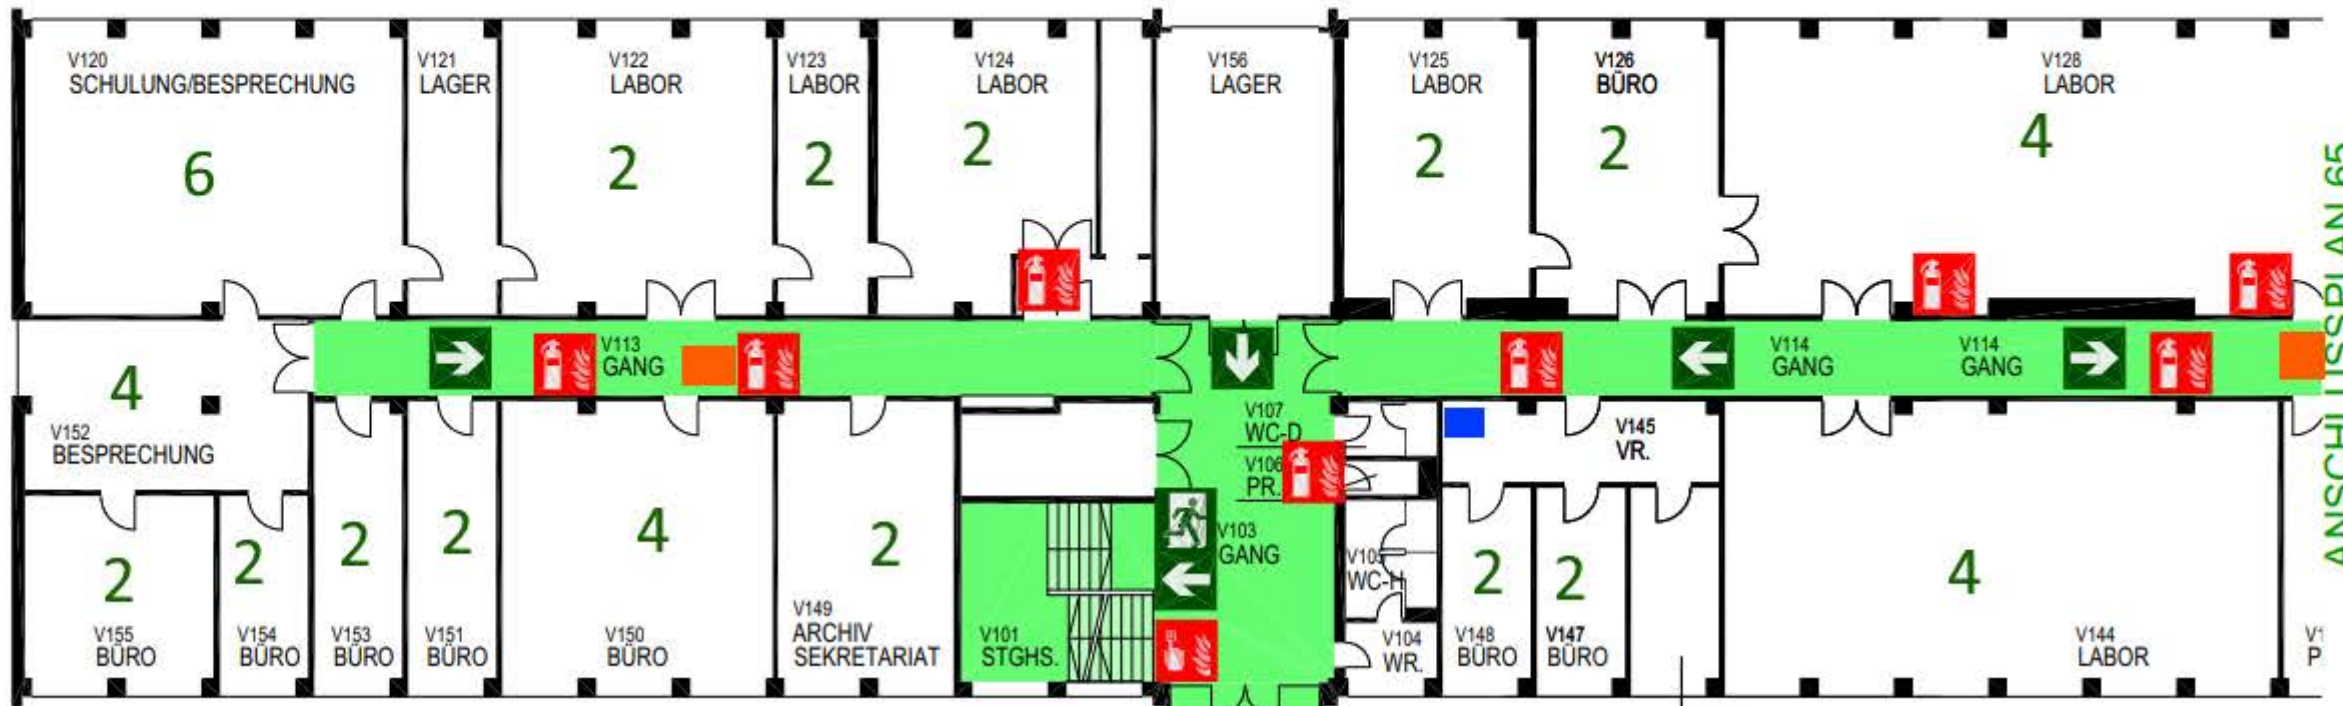 V120
SCHULUNG/BESPRECHUNG
6
V121
LAGER
V122
LABOR
2
V123
LABOR
2
V124
LABOR
2
V156
LAGER
V125
LABOR
2
V126
BÜRO
2
V128
LABOR
4
ANSCHLUSSPLAN 65
V113
GANG
V114
GANG
V114
GANG
4
V152
BESPRECHUNG
2
V155
BÜRO
2
V154
BÜRO
2
V153
BÜRO
2
V151
BÜRO
4
V150
BÜRO
2
V149
ARCHIV
SEKRETARIAT
V101
STGHS.
V107
WC-D
V106
PR.
V103
GANG
WC-H
V104
WR.
V145
VR.
2
V148
BÜRO
2
V147
BÜRO
4
V144
LABOR